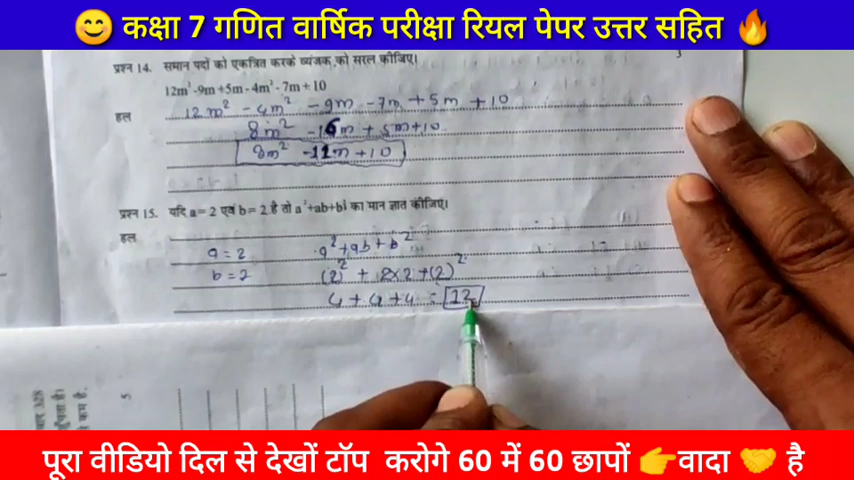 😊 कक्षा 7 गणित वार्षिक परीक्षा रियल पेपर उत्तर सहित 🔥
3
प्रश्न 14. समान पदों को एकत्रित करके व्यंजक को सरल कीजिए।
12m² -9m +5m - 4m² - 7m + 10
हल 12m² - 4m² - 9m - 7m + 5m + 10
8m² - 16m + 5m + 10
8m² - 11m + 10
प्रश्न 15. यदि a = 2 एवं b = 2 है तो a²+ab+b² का मान ज्ञात कीजिए।
हल
a = 2 a² + ab + b²
b = 2 (2)² + 2×2 + (2)²
4 + 4 + 4 = 12
5
पूरा वीडियो दिल से देखों टॉप करोगे 60 में 60 छापों 👉 वादा 🤝 है